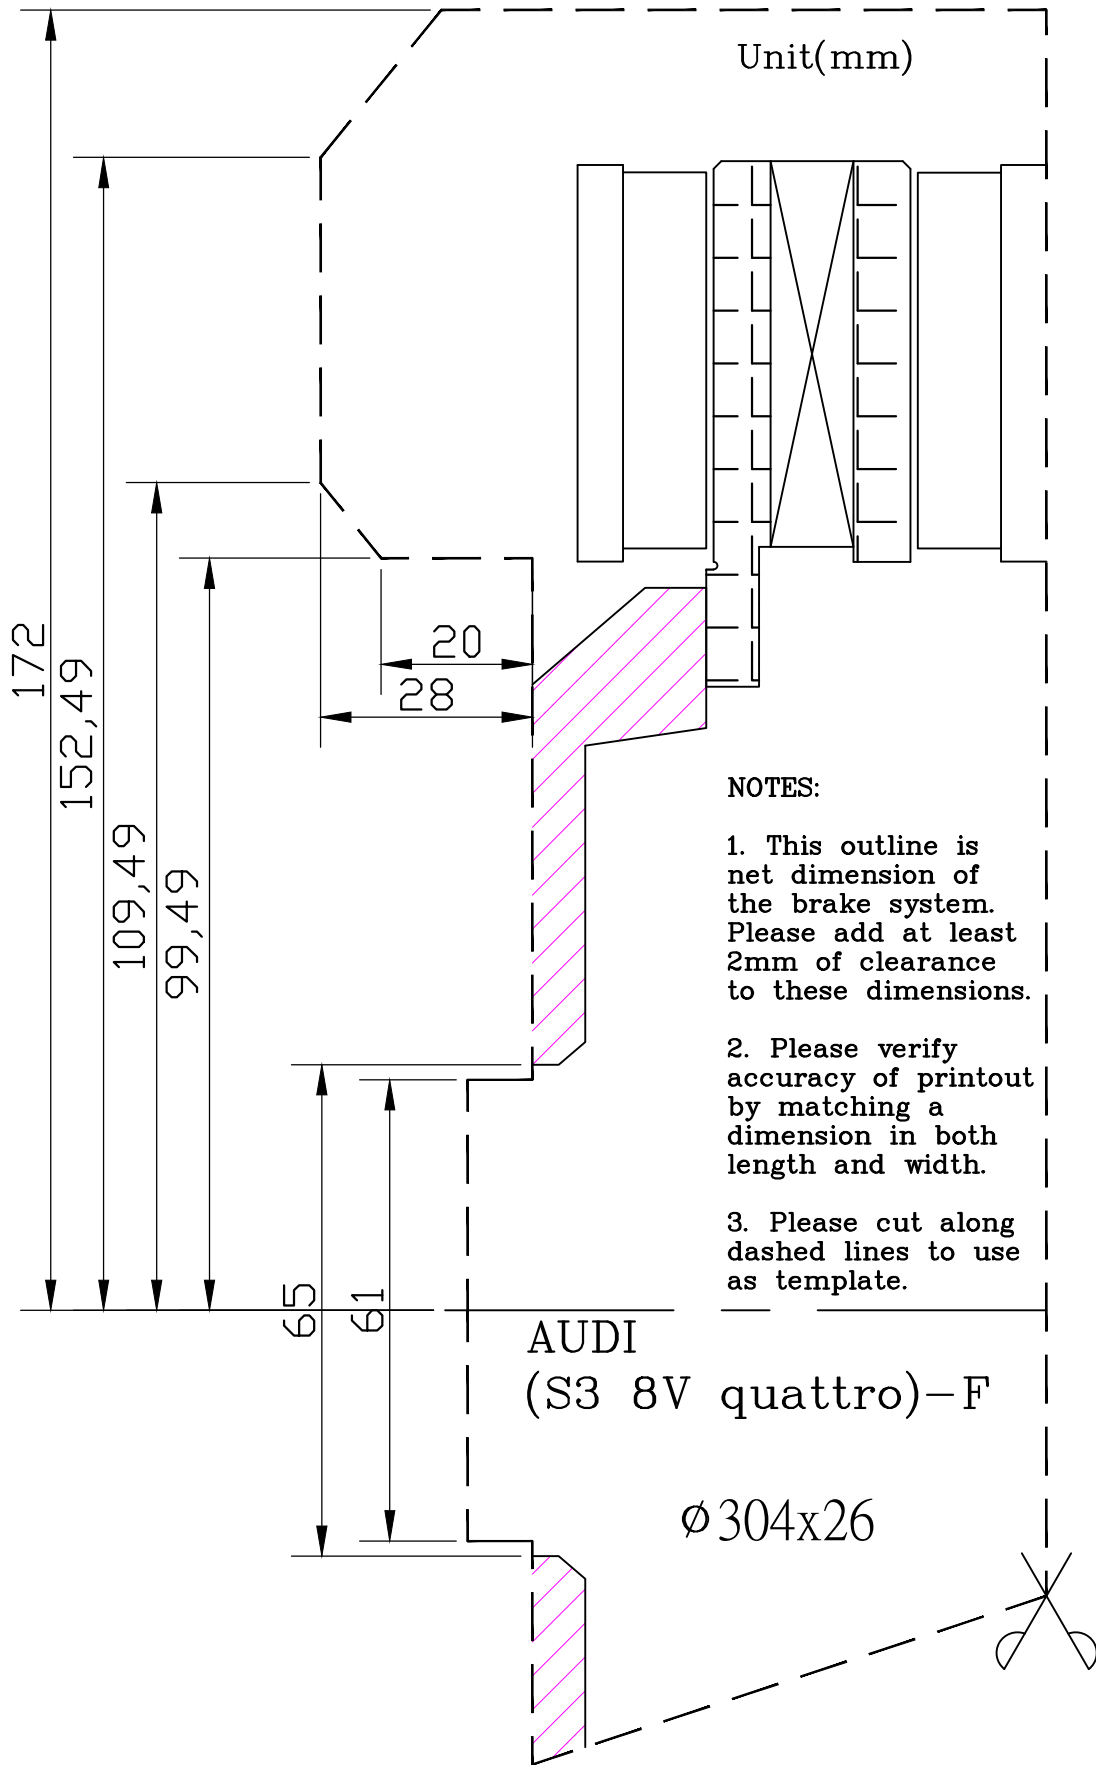 Unit(mm)
172
152,49
109,49
99,49
20
28
NOTES:
1. This outline is
net dimension of
the brake system.
Please add at least
2mm of clearance
to these dimensions.
2. Please verify
accuracy of printout
by matching a
dimension in both
length and width.
3. Please cut along
dashed lines to use
as template.
65
61
AUDI
(S3 8V quattro)-F
ϕ304x26